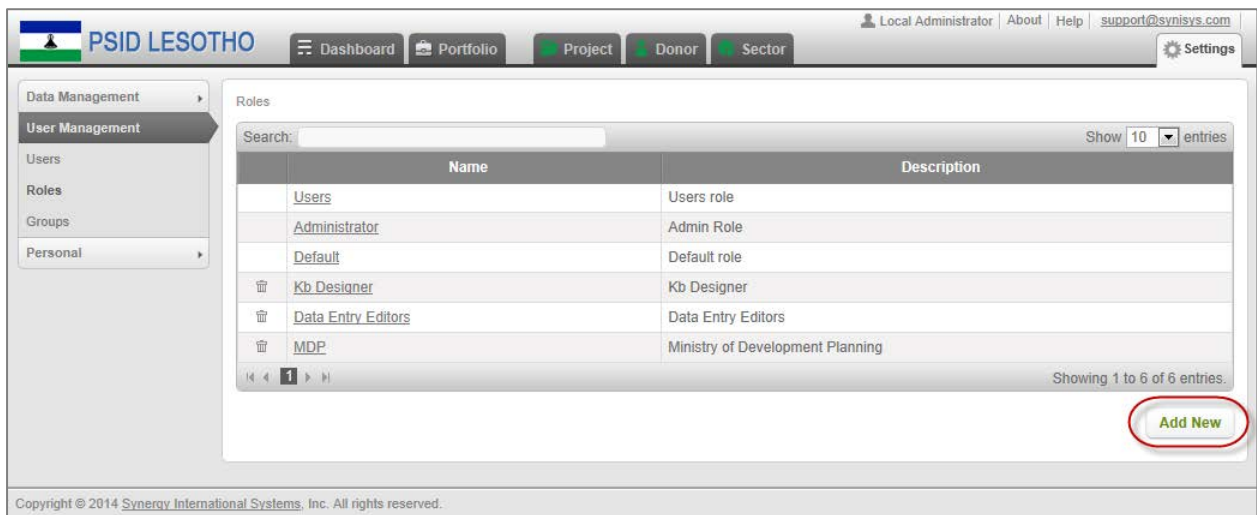 Local Administrator | About | Help | support@synisys.com
PSID LESOTHO
Dashboard Portfolio Project Donor Sector Settings
Data Management
User Management
Users
Roles
Groups
Personal
Roles
Search: Show 10 entries
Name Description
Users Users role
Administrator Admin Role
Default Default role
Kb Designer Kb Designer
Data Entry Editors Data Entry Editors
MDP Ministry of Development Planning
1 Showing 1 to 6 of 6 entries.
Add New
Copyright © 2014 Synergy International Systems, Inc. All rights reserved.